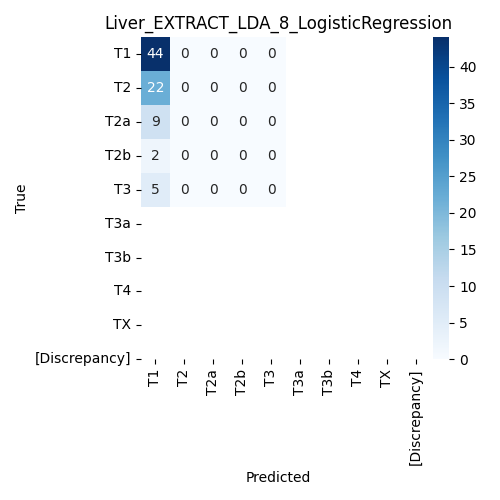 Liver_EXTRACT_LDA_8_LogisticRegression
T1 44 0 0 0 0
T2 22 0 0 0 0
T2a 9 0 0 0 0
T2b 2 0 0 0 0
T3 5 0 0 0 0
T3a
T3b
T4
TX
[Discrepancy]
True
T1 T2 T2a T2b T3 T3a T3b T4 TX [Discrepancy]
Predicted
40
35
30
25
20
15
10
5
0